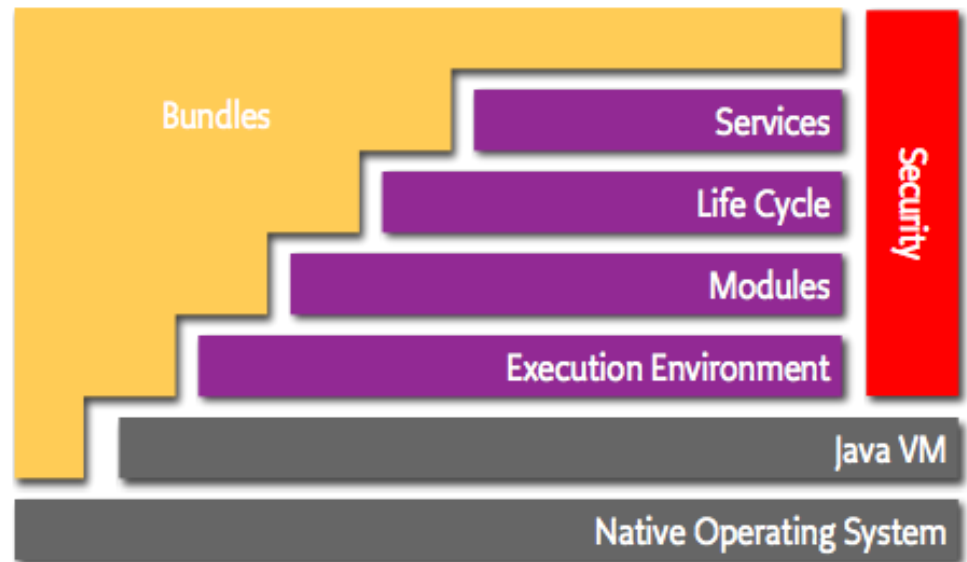 Bundles
Services
Life Cycle
Modules
Execution Environment
Security
Java VM
Native Operating System